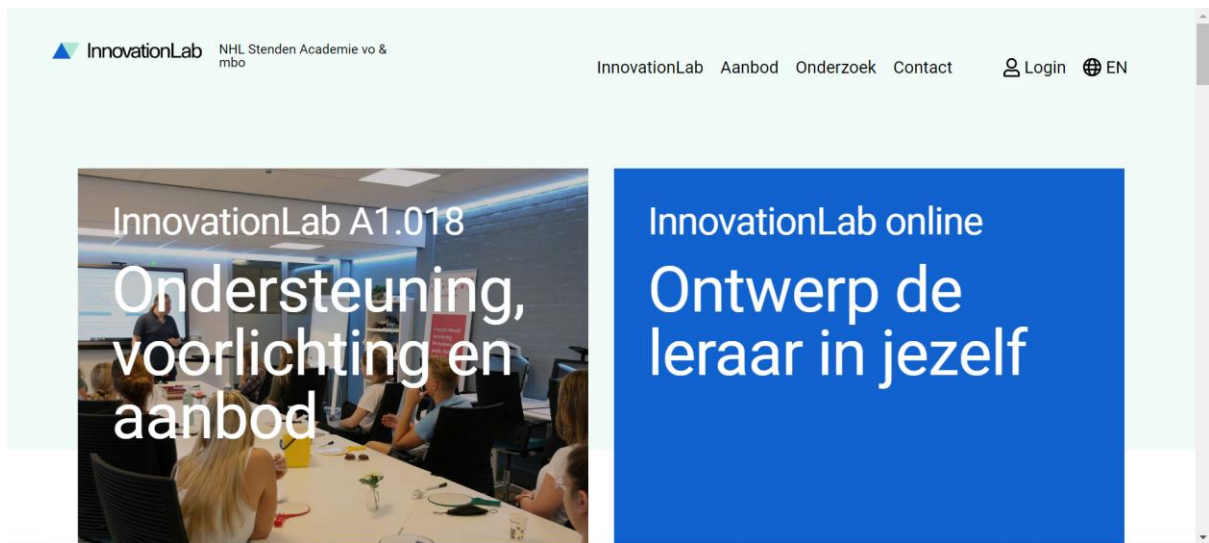 InnovationLab
NHL Stenden Academie vo &
mbo
InnovationLab Aanbod Onderzoek Contact Login EN
InnovationLab A1.018
Ondersteuning,
voorlichting en
aanbod
InnovationLab online
Ontwerp de
leraar in jezelf